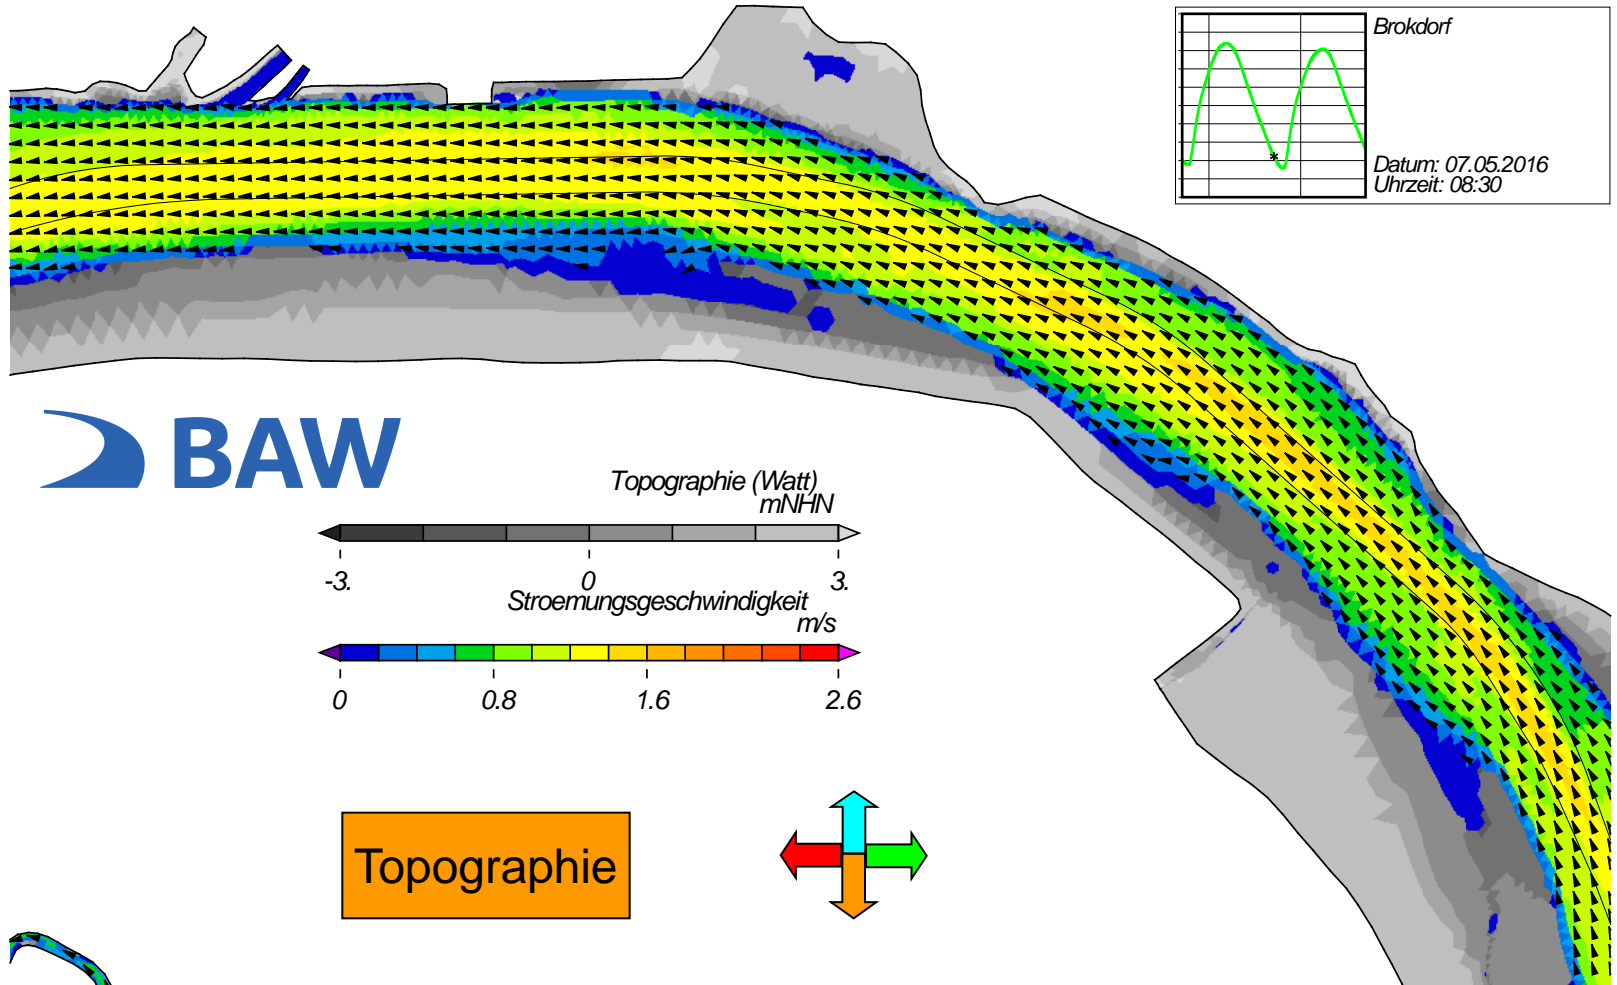 Brokdorf
Datum: 07.05.2016
Uhrzeit: 08:30
BAW
Topographie (Watt)
mNHN
-3. 0 3.
Stroemungsgeschwindigkeit
m/s
0 0.8 1.6 2.6
Topographie